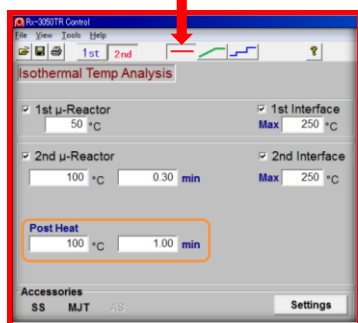 Rx-3050TR Control
File View Tools Help
1st 2nd ?
Isothermal Temp Analysis
1st µ-Reactor 1st Interface
50 °C Max 250 °C
2nd µ-Reactor 2nd Interface
100 °C 0.30 min Max 250 °C
Post Heat
100 °C 1.00 min
Accessories
SS MJT AS Settings